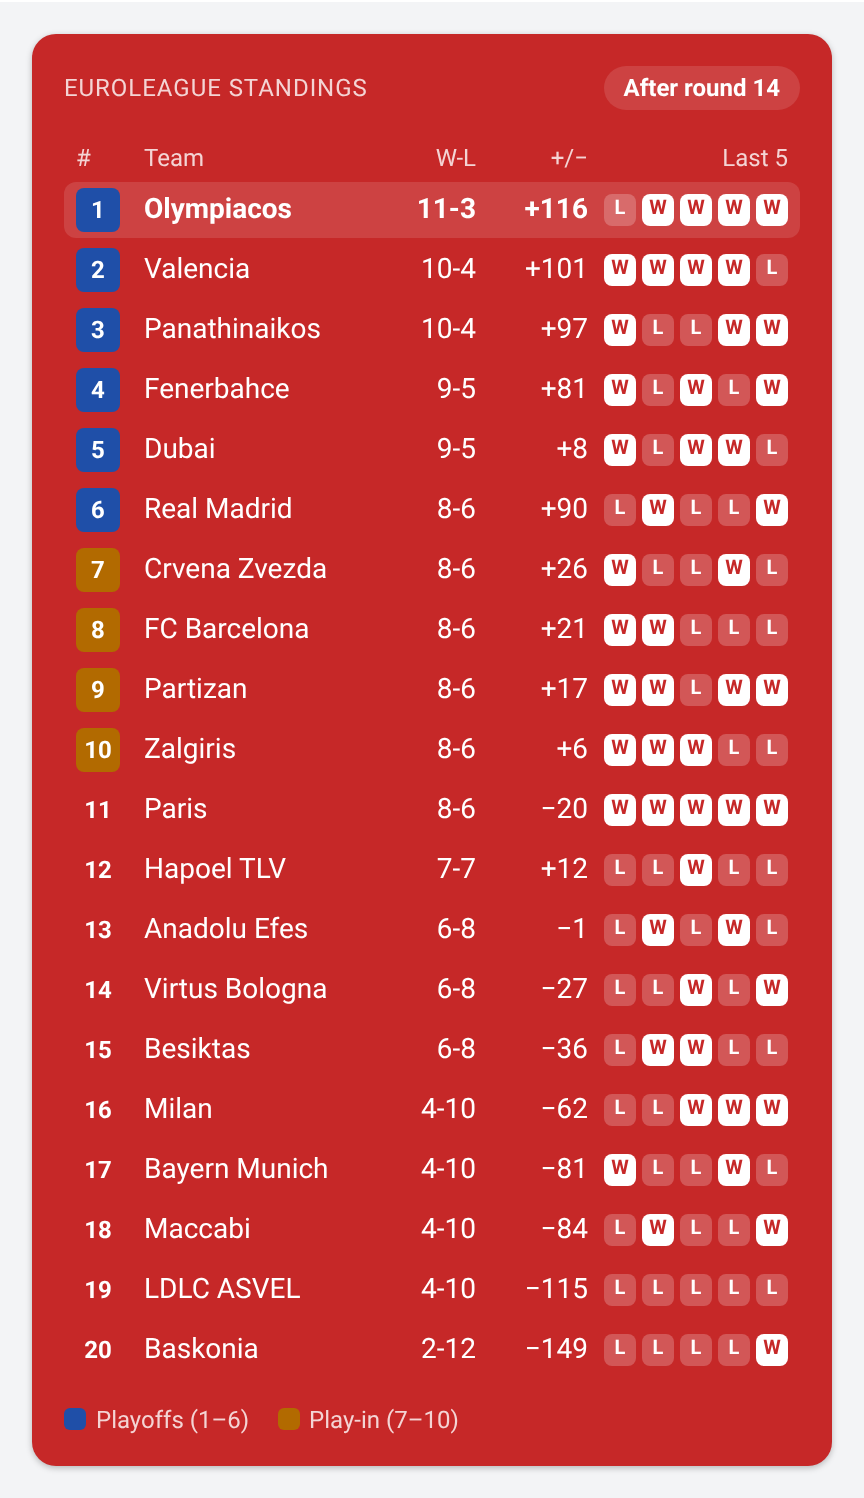 EUROLEAGUE STANDINGS After round 14
# Team W-L +/− Last 5
1 Olympiacos 11-3 +116 L W W W W
2 Valencia 10-4 +101 W W W W L
3 Panathinaikos 10-4 +97 W L L W W
4 Fenerbahce 9-5 +81 W L W L W
5 Dubai 9-5 +8 W L W W L
6 Real Madrid 8-6 +90 L W L L W
7 Crvena Zvezda 8-6 +26 W L L W L
8 FC Barcelona 8-6 +21 W W L L L
9 Partizan 8-6 +17 W W L W W
10 Zalgiris 8-6 +6 W W W L L
11 Paris 8-6 −20 W W W W W
12 Hapoel TLV 7-7 +12 L L W L L
13 Anadolu Efes 6-8 −1 L W L W L
14 Virtus Bologna 6-8 −27 L L W L W
15 Besiktas 6-8 −36 L W W L L
16 Milan 4-10 −62 L L W W W
17 Bayern Munich 4-10 −81 W L L W L
18 Maccabi 4-10 −84 L W L L W
19 LDLC ASVEL 4-10 −115 L L L L L
20 Baskonia 2-12 −149 L L L L W
Playoffs (1–6) Play-in (7–10)